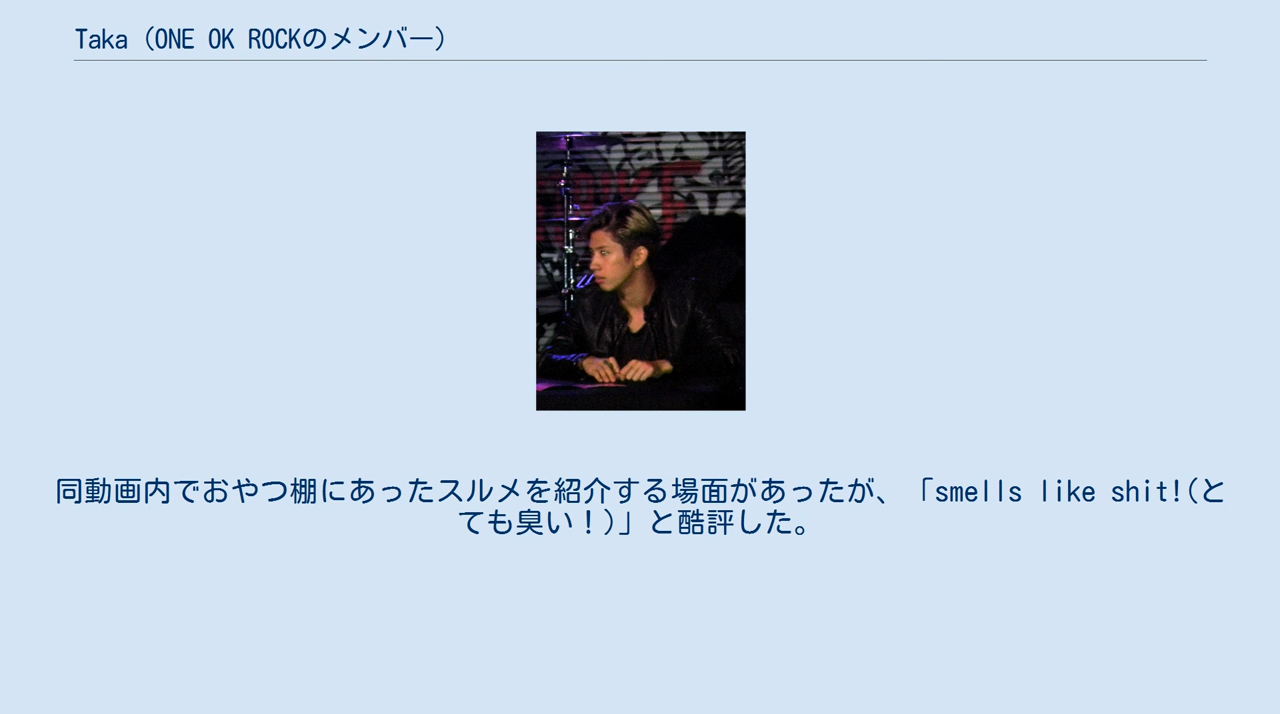 Taka（ONE OK ROCKのメンバー）
同動画内でおやつ棚にあったスルメを紹介する場面があったが、「smells like shit!(と
ても臭い！)」と酷評した。